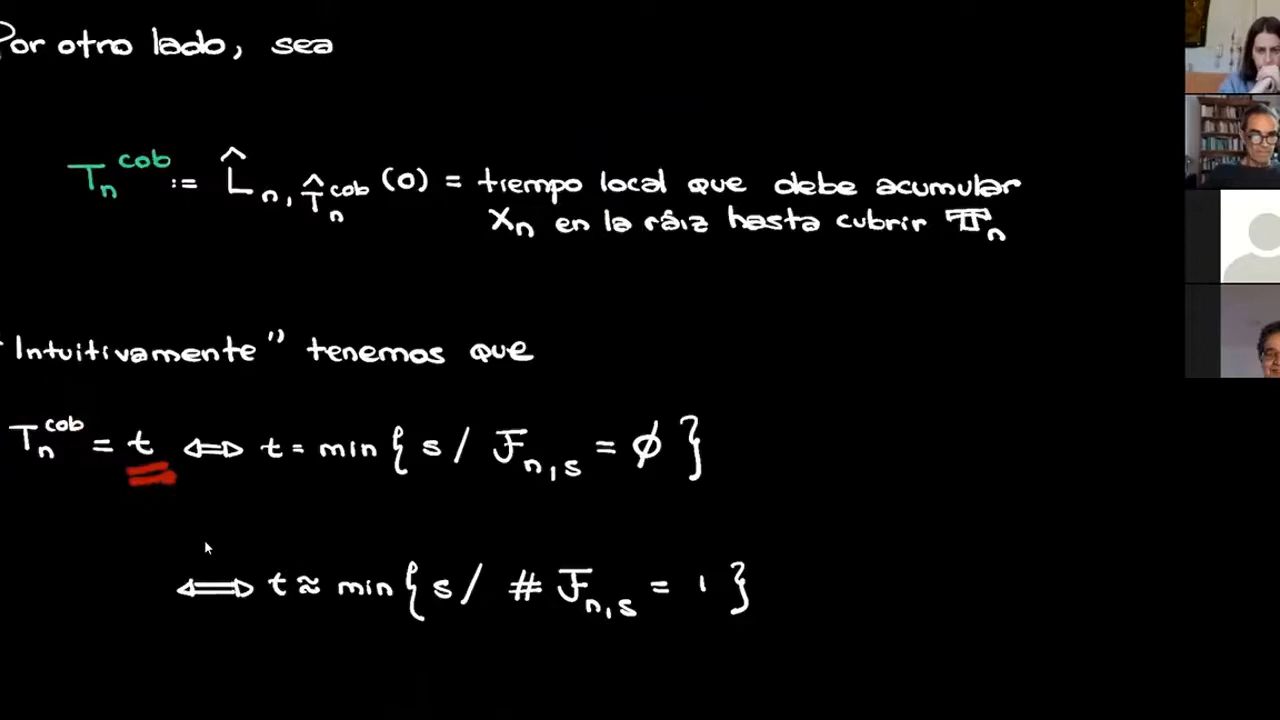 Por otro lado, sea
T_n^cob := L̂_{n, T̂_n^cob} (0) = tiempo local que debe acumular
X_n en la ráiz hasta cubrir 𝕋_n
"Intuitivamente" tenemos que
T_n^cob = t ⟺ t = min { s / F_{n,s} = ∅ }
⟺ t ≈ min { s / # F_{n,s} = 1 }